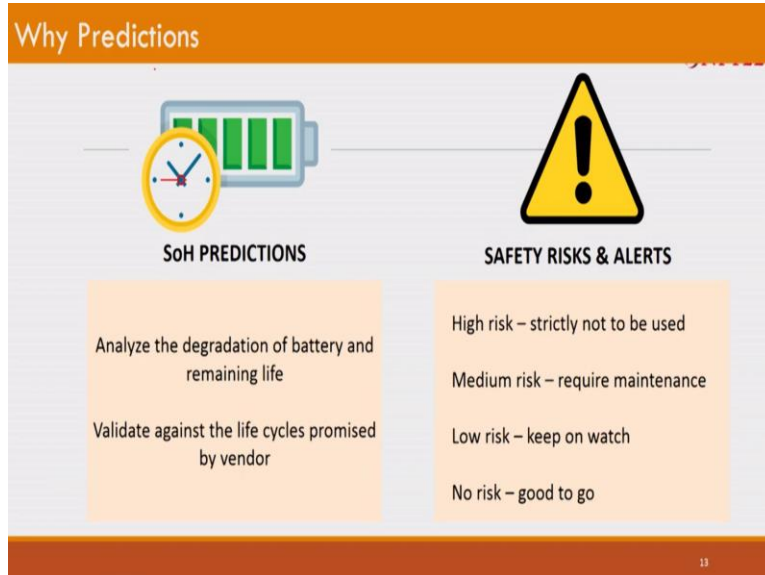 Why Predictions
SoH PREDICTIONS
Analyze the degradation of battery and
remaining life
Validate against the life cycles promised
by vendor
SAFETY RISKS & ALERTS
High risk – strictly not to be used
Medium risk – require maintenance
Low risk – keep on watch
No risk – good to go
13